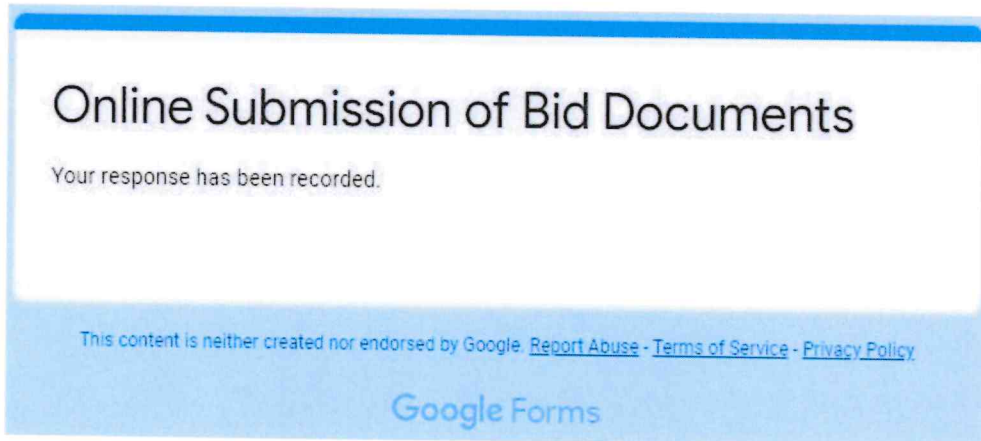 Online Submission of Bid Documents
Your response has been recorded.
This content is neither created nor endorsed by Google. Report Abuse - Terms of Service - Privacy Policy
Google Forms